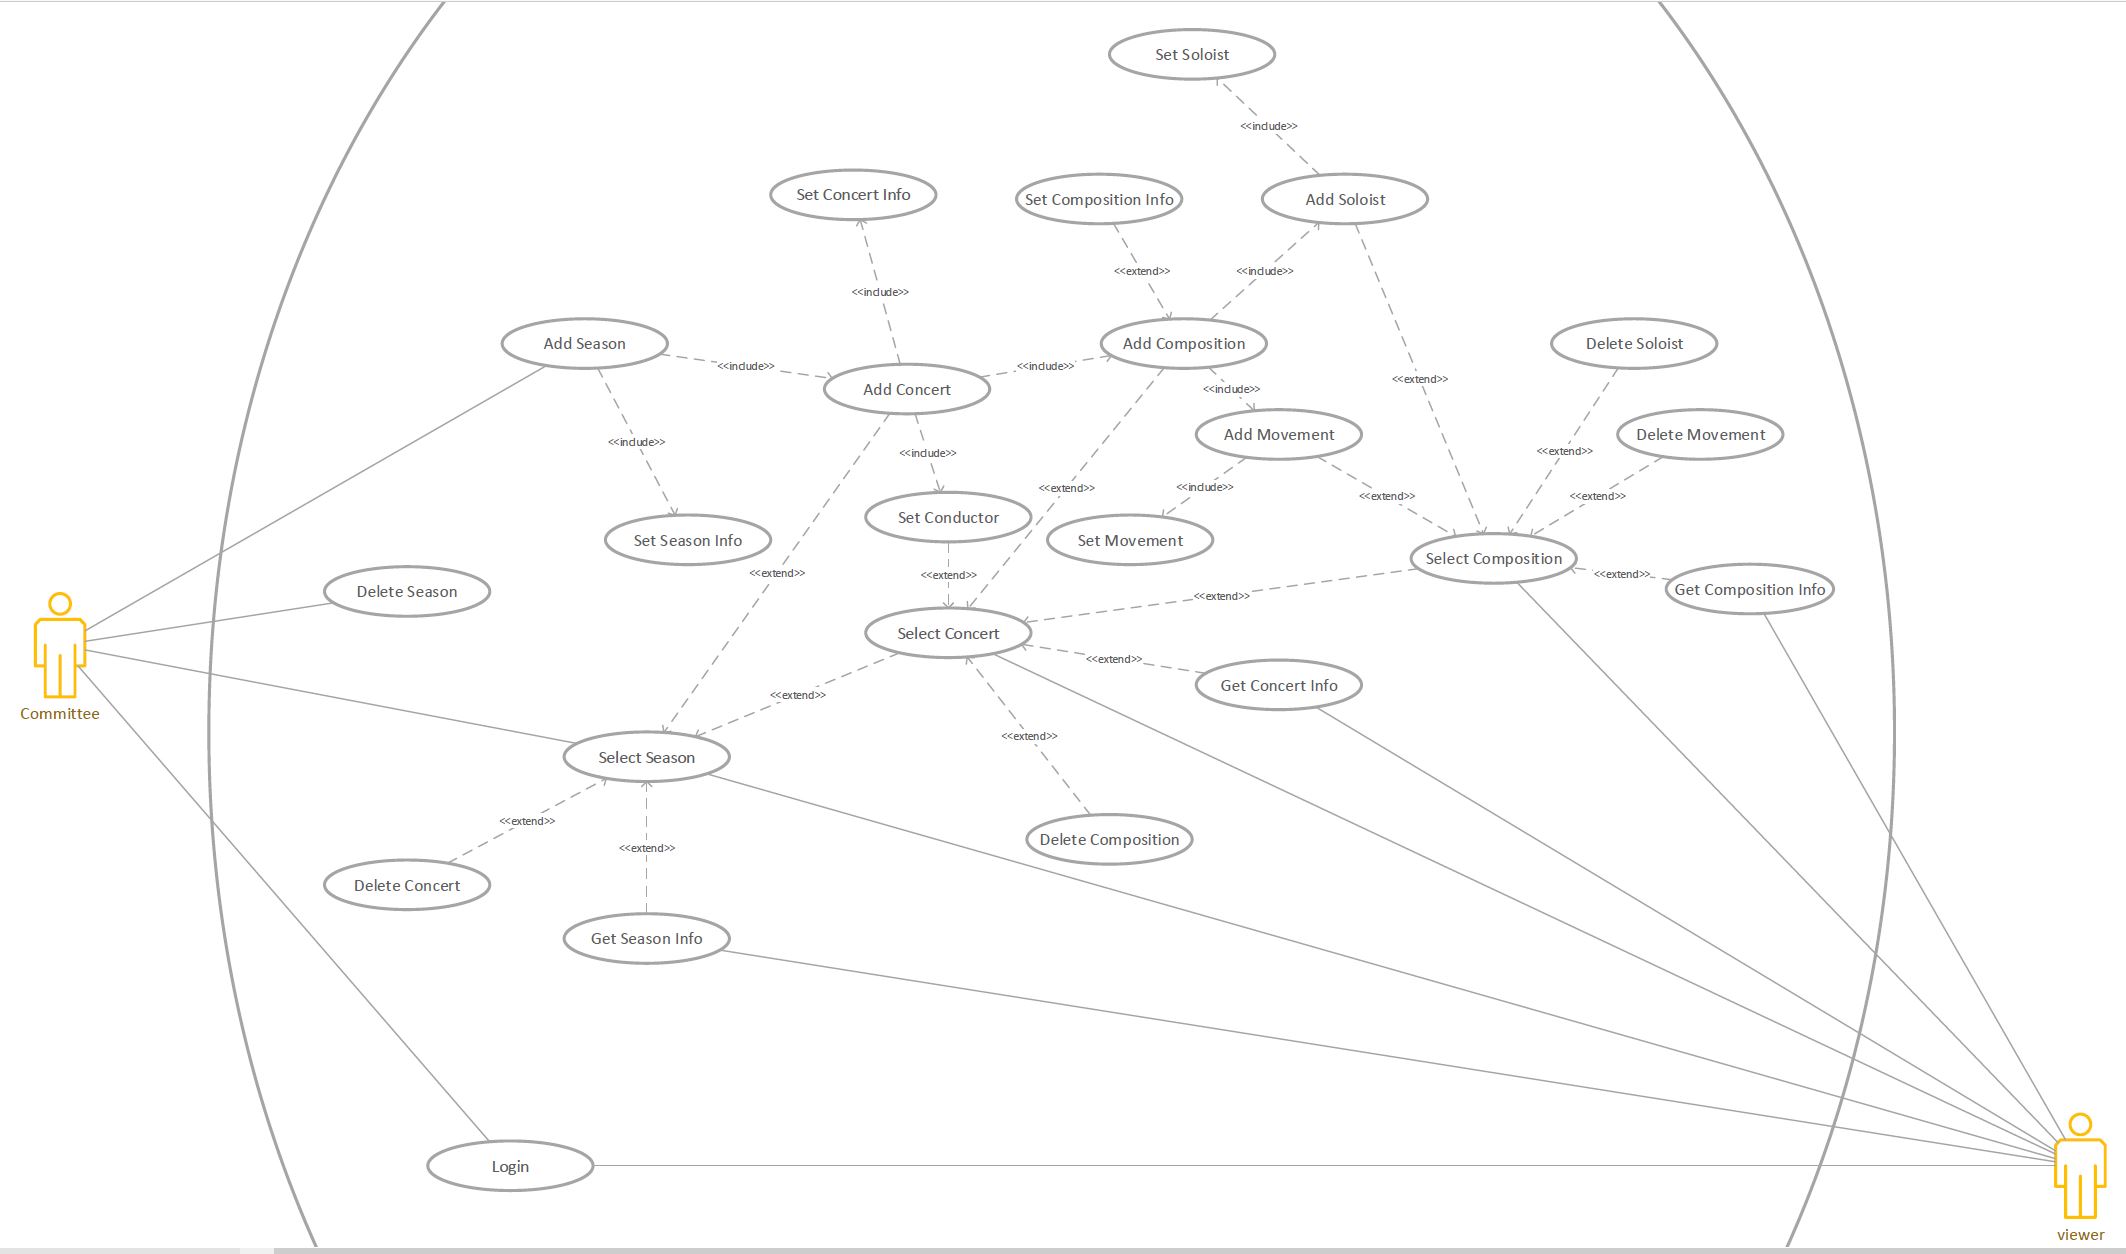 Set Soloist
<<include>>
Set Concert Info
Set Composition Info
Add Soloist
<<extend>>
<<include>>
<<include>>
Add Season
Add Composition
Delete Soloist
<<include>>
<<include>>
<<extend>>
Add Concert
<<include>>
Add Movement
Delete Movement
<<include>>
<<include>>
<<extend>>
<<extend>>
<<include>>
<<extend>>
<<extend>>
Set Conductor
Set Season Info
Set Movement
Select Composition
<<extend>>
<<extend>>
<<extend>>
Delete Season
Get Composition Info
<<extend>>
Select Concert
<<extend>>
Get Concert Info
<<extend>>
Committee
<<extend>>
Select Season
<<extend>>
Delete Composition
<<extend>>
Delete Concert
Get Season Info
Login
viewer